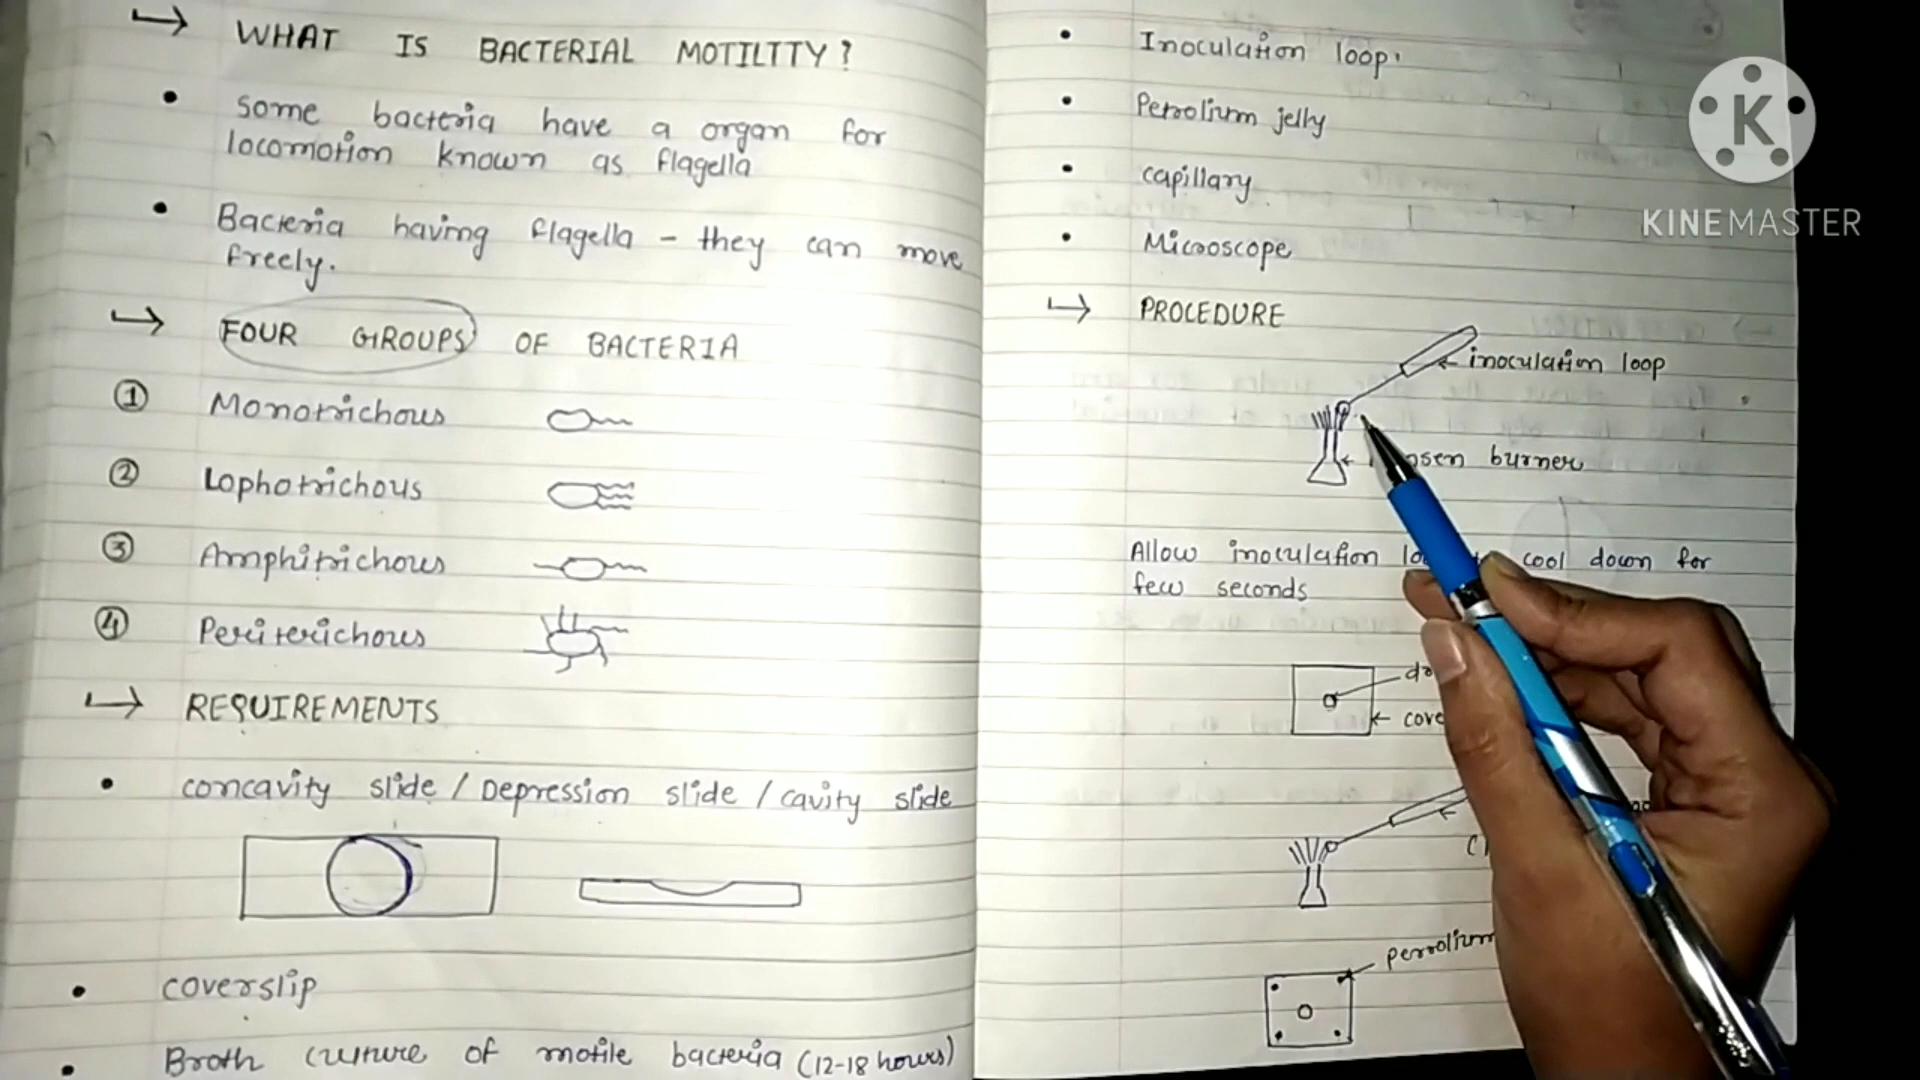 WHAT IS BACTERIAL MOTILITY?
Some bacteria have a organ for
locomotion known as flagella
Bacteria having flagella - they can move
freely.
FOUR GROUPS OF BACTERIA
① Monotrichous
② Lophotrichous
③ Amphitrichous
④ Periterichous
REQUIREMENTS
concavity slide / Depression slide / cavity slide
coverslip
Broth culture of motile bacteria (12-18 hours)
Inoculation loop.
Petrolium jelly
capillary
Microscope
PROCEDURE
inoculation loop
burner
Allow inoculation cool down for
few seconds
KINEMASTER
K